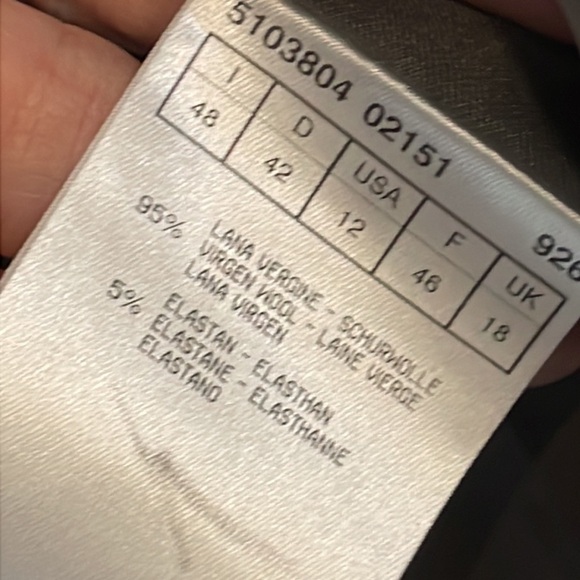 5103804 02151 926
I D USA F UK
48 42 12 46 18
95% LANA VERGINE - SCHURWOLLE
VIRGEN WOOL - LAINE VIERGE
LANA VIRGEN
5% ELASTAN - ELASTHAN
ELASTANE - ELASTHANNE
ELASTANO